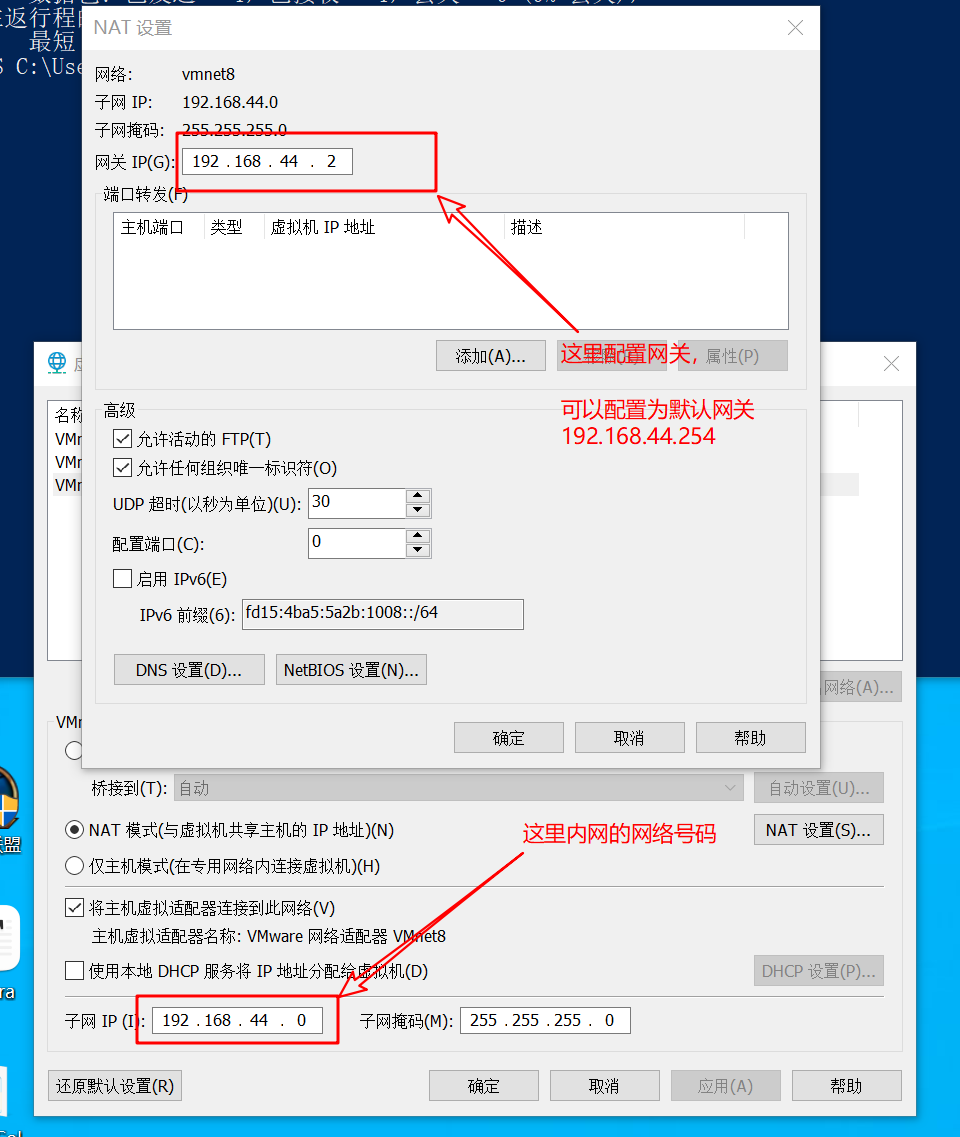 最短
C:\Use
NAT 设置
网络: vmnet8
子网 IP: 192.168.44.0
子网掩码: 255.255.255.0
网关 IP(G): 192 . 168 . 44 . 2
端口转发(F)
主机端口 类型 虚拟机 IP 地址 描述
添加(A)... 属性(P)
这里配置网关,
可以配置为默认网关
192.168.44.254
高级
允许活动的 FTP(T)
允许任何组织唯一标识符(O)
UDP 超时(以秒为单位)(U): 30
配置端口(C): 0
启用 IPv6(E)
IPv6 前缀(6): fd15:4ba5:5a2b:1008::/64
DNS 设置(D)... NetBIOS 设置(N)...
确定 取消 帮助
名称
网络(A)...
桥接到(T): 自动 自动设置(U)...
NAT 模式(与虚拟机共享主机的 IP 地址)(N) NAT 设置(S)...
这里内网的网络号码
仅主机模式(在专用网络内连接虚拟机)(H)
将主机虚拟适配器连接到此网络(V)
主机虚拟适配器名称: VMware 网络适配器 VMnet8
使用本地 DHCP 服务将 IP 地址分配给虚拟机(D) DHCP 设置(P)...
子网 IP (I): 192 . 168 . 44 . 0 子网掩码(M): 255 . 255 . 255 . 0
还原默认设置(R) 确定 取消 应用(A) 帮助